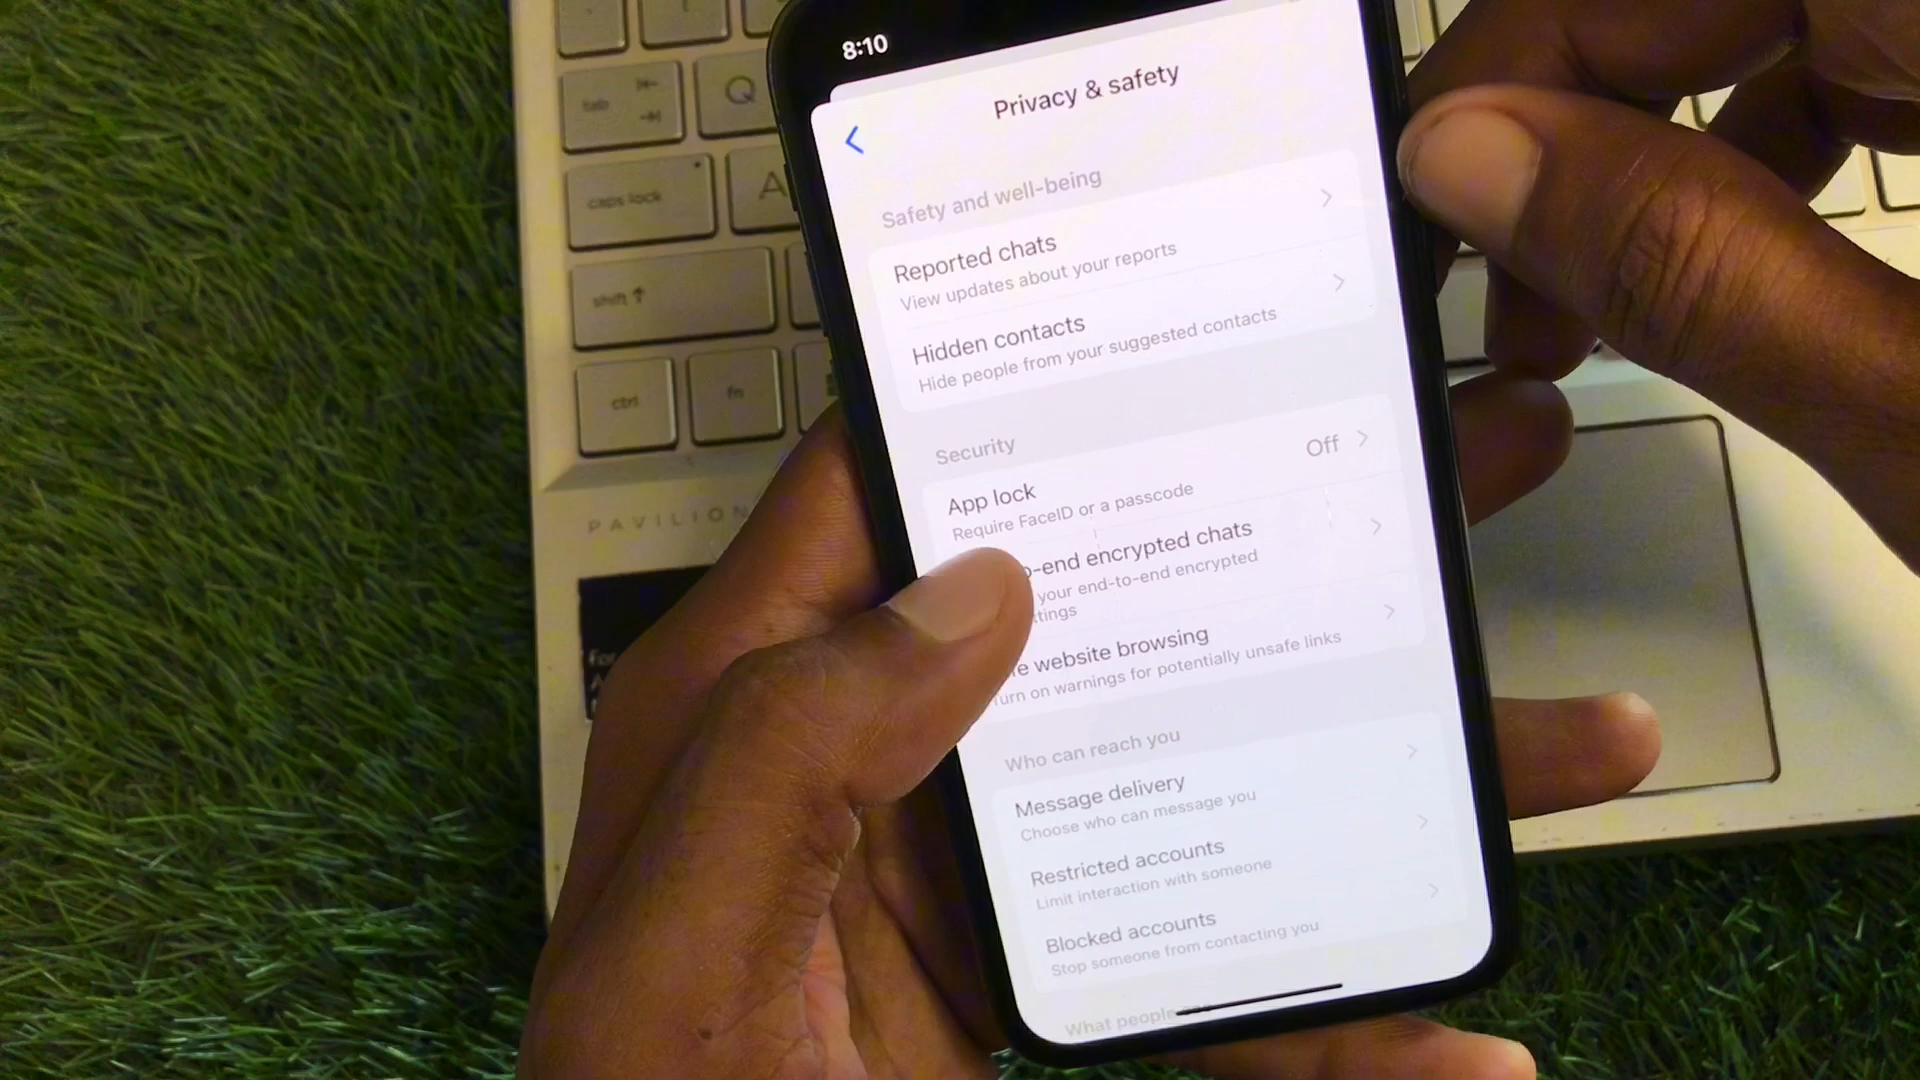 8:10
Privacy & safety
Safety and well-being
Reported chats
View updates about your reports
Hidden contacts
Hide people from your suggested contacts
Security
App lock
Off
Require FaceID or a passcode
o-end encrypted chats
your end-to-end encrypted
tings
e website browsing
Turn on warnings for potentially unsafe links
Who can reach you
Message delivery
Choose who can message you
Restricted accounts
Limit interaction with someone
Blocked accounts
Stop someone from contacting you
What people
tab
Q
caps lock
A
shift
ctrl
fn
PAVILION